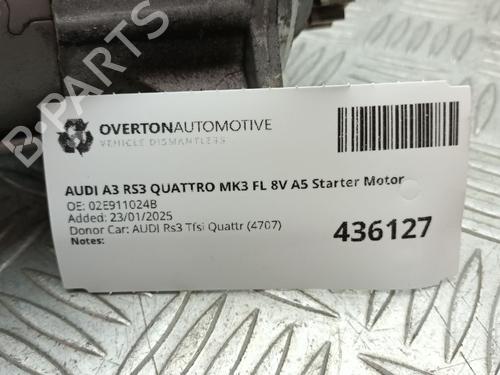 B-PARTS
OVERTONAUTOMOTIVE
VEHICLE DISMANTLERS
AUDI A3 RS3 QUATTRO MK3 FL 8V A5 Starter Motor
OE: 02E911024B
Added: 23/01/2025
Donor Car: AUDI Rs3 Tfsi Quattr (4707)
Notes:
436127